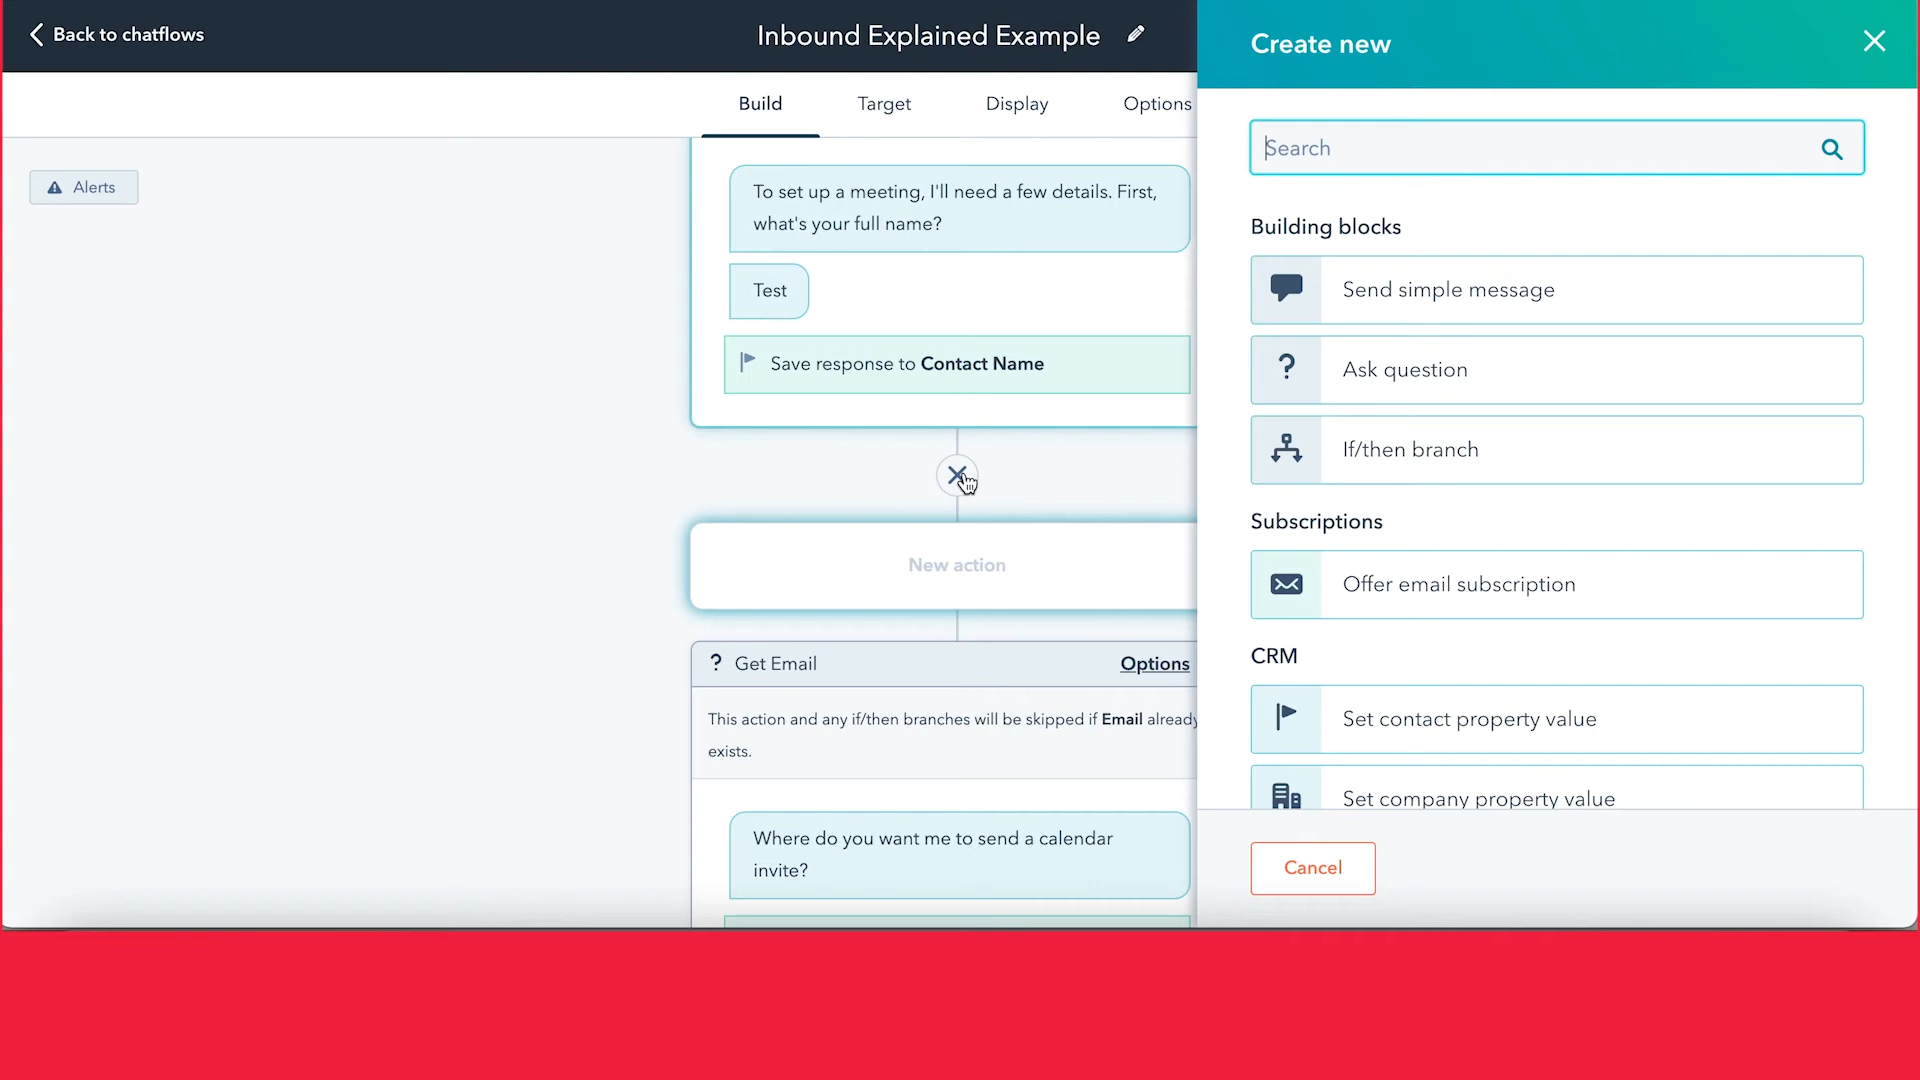 Back to chatflows
Inbound Explained Example
Build
Target
Display
Options
Alerts
To set up a meeting, I'll need a few details. First,
what's your full name?
Test
Save response to Contact Name
New action
? Get Email
Options
This action and any if/then branches will be skipped if Email already
exists.
Where do you want me to send a calendar
invite?
Create new
Search
Building blocks
Send simple message
? Ask question
If/then branch
Subscriptions
Offer email subscription
CRM
Set contact property value
Set company property value
Cancel